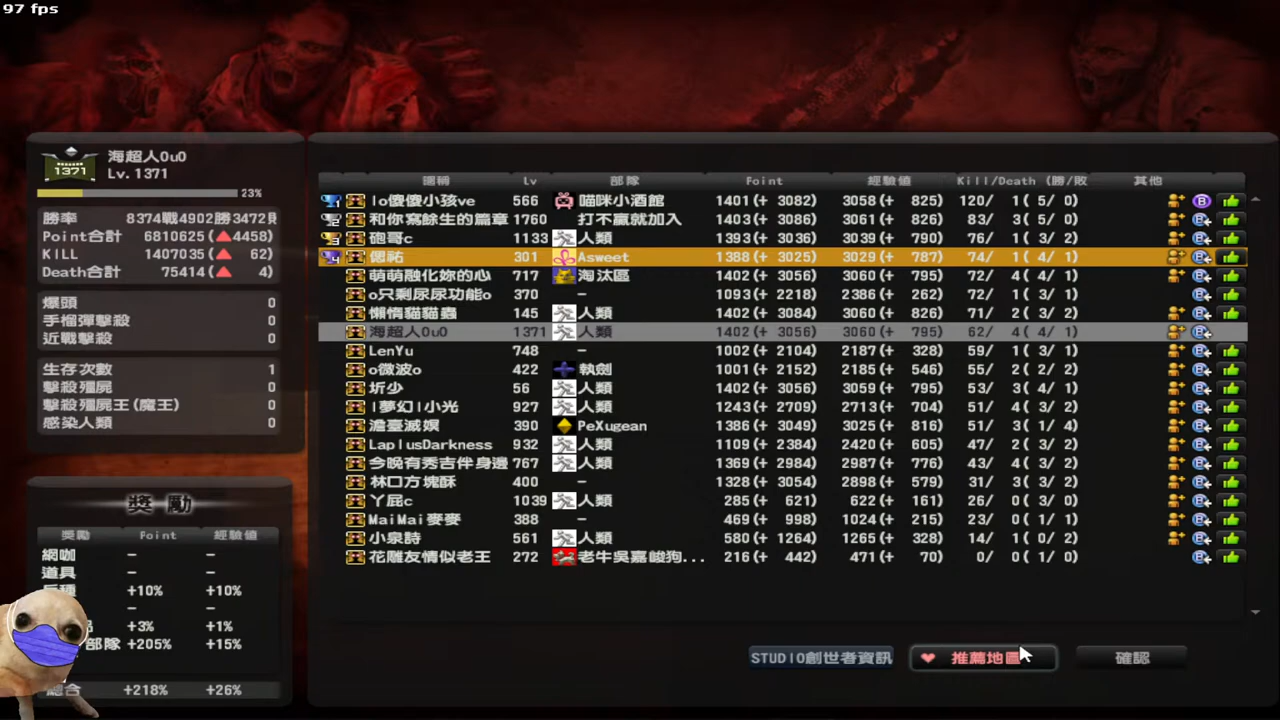 97 fps
海超人0u0
Lv. 1371
1371
23%
勝率 8374戰4902勝3472負
Point合計 6810625(▲4458)
KILL 1407035(▲ 62)
Death合計 75414(▲ 4)
爆頭 0
手榴彈擊殺 0
近戰擊殺 0
生存次數 1
擊殺殭屍 0
擊殺殭屍王(魔王) 0
感染人類 0
獎勵
獎勵 Point 經驗值
網咖 - -
道具 - -
+10% +10%
- -
+3% +1%
部隊 +205% +15%
總合 +218% +26%
暱稱 Lv 部隊 Point 經驗值 Kill/Death (勝/敗 其他
lo傻傻小孩ve 566 喵咪小酒館 1401(+ 3082) 3058(+ 825) 120/ 1( 5/ 0)
和你寫餘生的篇章 1760 打不贏就加入 1403(+ 3086) 3061(+ 826) 83/ 3( 5/ 0)
砲哥c 1133 人類 1393(+ 3036) 3039(+ 790) 76/ 1( 3/ 2)
偲祐 301 Asweet 1388(+ 3025) 3029(+ 787) 74/ 1( 4/ 1)
萌萌融化妳的心 717 淘汰區 1402(+ 3056) 3060(+ 795) 72/ 4( 4/ 1)
o只剩尿尿功能o 370 - 1093(+ 2218) 2386(+ 262) 72/ 1( 3/ 1)
懶惰貓貓蟲 145 人類 1402(+ 3084) 3060(+ 826) 71/ 2( 3/ 2)
海超人0u0 1371 人類 1402(+ 3056) 3060(+ 795) 62/ 4( 4/ 1)
LenYu 748 - 1002(+ 2104) 2187(+ 328) 59/ 1( 3/ 1)
o微波o 422 執劍 1001(+ 2152) 2185(+ 546) 55/ 2( 2/ 2)
圻少 56 人類 1402(+ 3056) 3059(+ 795) 53/ 3( 4/ 1)
|夢幻|小光 927 人類 1243(+ 2709) 2713(+ 704) 51/ 4( 3/ 2)
澹臺滅娯 390 PeXugean 1386(+ 3049) 3025(+ 816) 51/ 3( 1/ 4)
LaplusDarkness 932 人類 1109(+ 2384) 2420(+ 605) 47/ 2( 3/ 2)
今晚有秀吉伴身邊 767 人類 1369(+ 2984) 2987(+ 776) 43/ 4( 3/ 2)
林口方塊酥 400 - 1328(+ 3054) 2898(+ 579) 31/ 3( 3/ 2)
丫屁c 1039 人類 285(+ 621) 622(+ 161) 26/ 0( 3/ 0)
MaiMai麥麥 388 - 469(+ 998) 1024(+ 215) 23/ 0( 1/ 1)
小泉詩 561 人類 580(+ 1264) 1265(+ 328) 14/ 1( 0/ 2)
花雕友情似老王 272 老牛吳嘉峻狗... 216(+ 442) 471(+ 70) 0/ 0( 1/ 0)
STUDIO創世者資訊
推薦地圖
確認